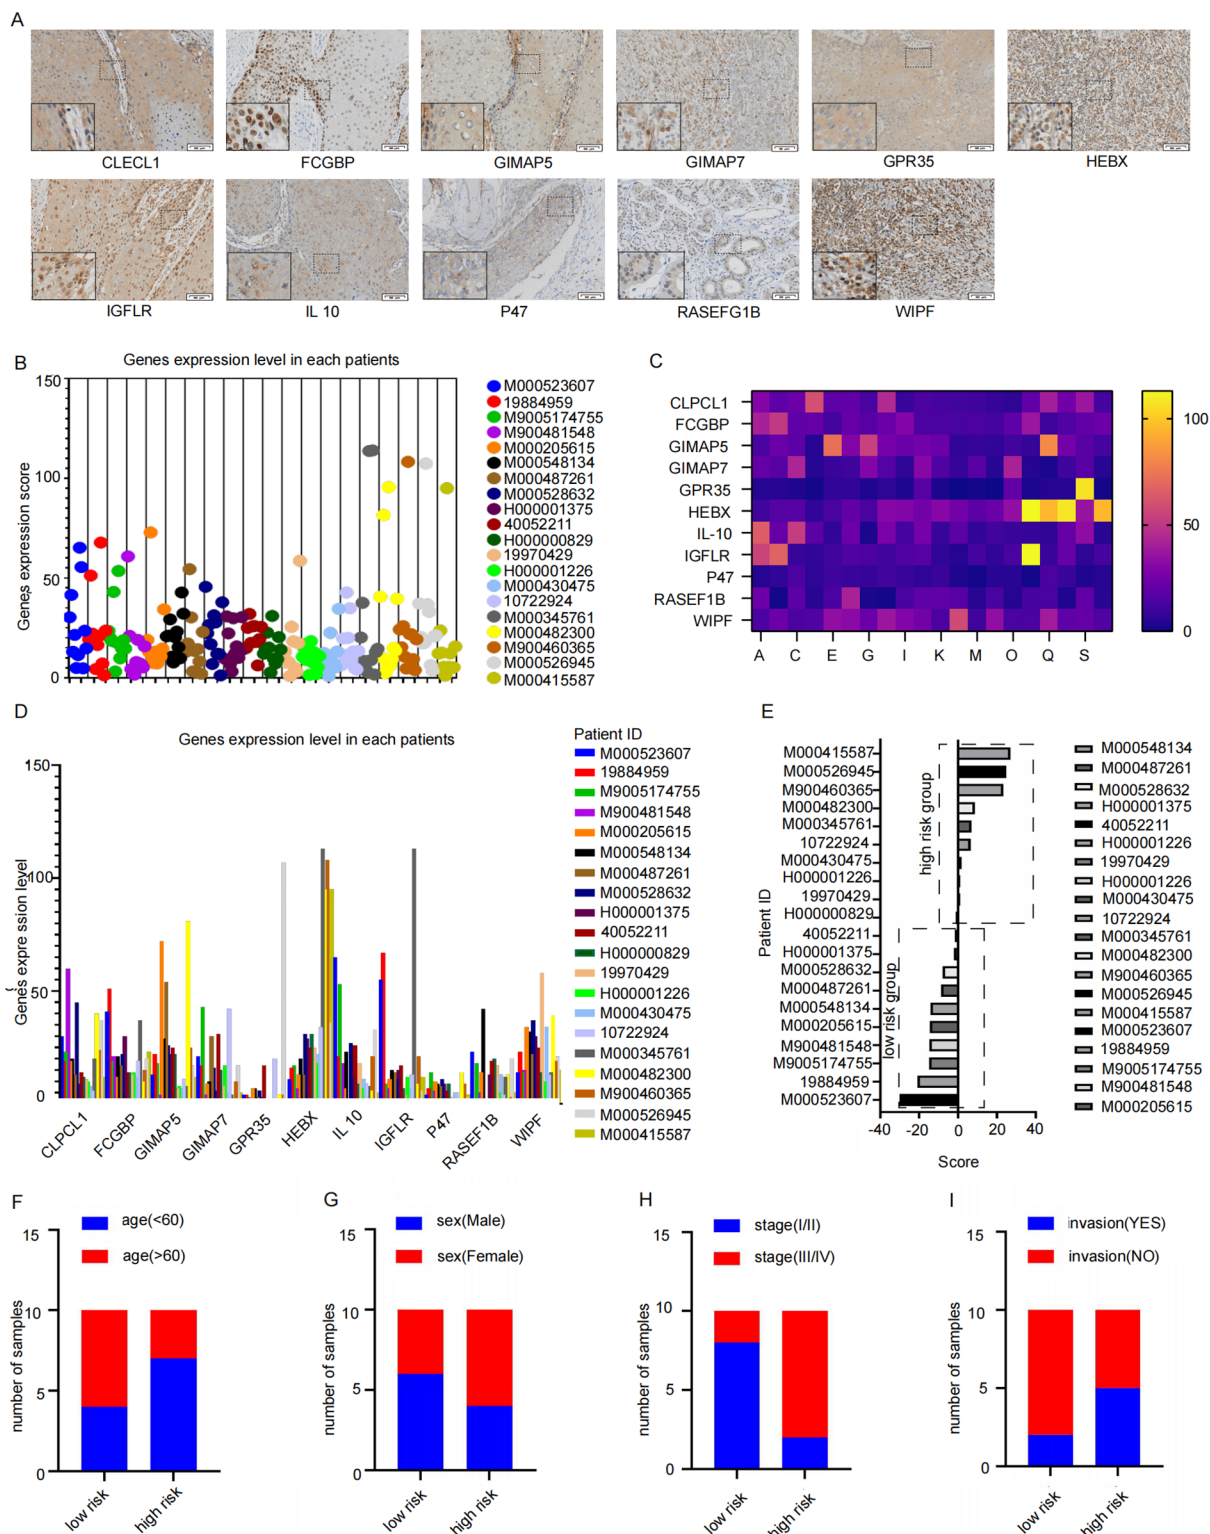 A
CLECL1
FCGBP
GIMAP5
GIMAP7
GPR35
HEBX
IGFLR
IL 10
P47
RASEFG1B
WIPF
B
Genes expression level in each patients
Genes expression score
150
100
50
0
M000523607
19884959
M9005174755
M900481548
M000205615
M000548134
M000487261
M000528632
H000001375
40052211
H000000829
19970429
H000001226
M000430475
10722924
M000345761
M000482300
M900460365
M000526945
M000415587
C
CLPCL1
FCGBP
GIMAP5
GIMAP7
GPR35
HEBX
IL-10
IGFLR
P47
RASEF1B
WIPF
A C E G I K M O Q S
100
50
0
D
Genes expression level in each patients
Genes expre ssion level
150
100
50
0
CLPCL1
FCGBP
GIMAP5
GIMAP7
GPR35
HEBX
IL 10
IGFLR
P47
RASEF1B
WIPF
Patient ID
M000523607
19884959
M9005174755
M900481548
M000205615
M000548134
M000487261
M000528632
H000001375
40052211
H000000829
19970429
H000001226
M000430475
10722924
M000345761
M000482300
M900460365
M000526945
M000415587
E
Patient ID
M000415587
M000526945
M900460365
M000482300
M000345761
10722924
M000430475
H000001226
19970429
H000000829
40052211
H000001375
M000528632
M000487261
M000548134
M000205615
M900481548
M9005174755
19884959
M000523607
high risk group
low risk group
-40 -20 0 20 40
Score
M000548134
M000487261
M000528632
H000001375
40052211
H000001226
19970429
H000001226
M000430475
10722924
M000345761
M000482300
M900460365
M000526945
M000415587
M000523607
19884959
M9005174755
M900481548
M000205615
F
age(<60)
age(>60)
number of samples
15
10
5
0
low risk
high risk
G
sex(Male)
sex(Female)
number of samples
15
10
5
0
low risk
high risk
H
stage(I/II)
stage(III/IV)
number of samples
15
10
5
0
low risk
high risk
I
invasion(YES)
invasion(NO)
number of samples
15
10
5
0
low risk
high risk